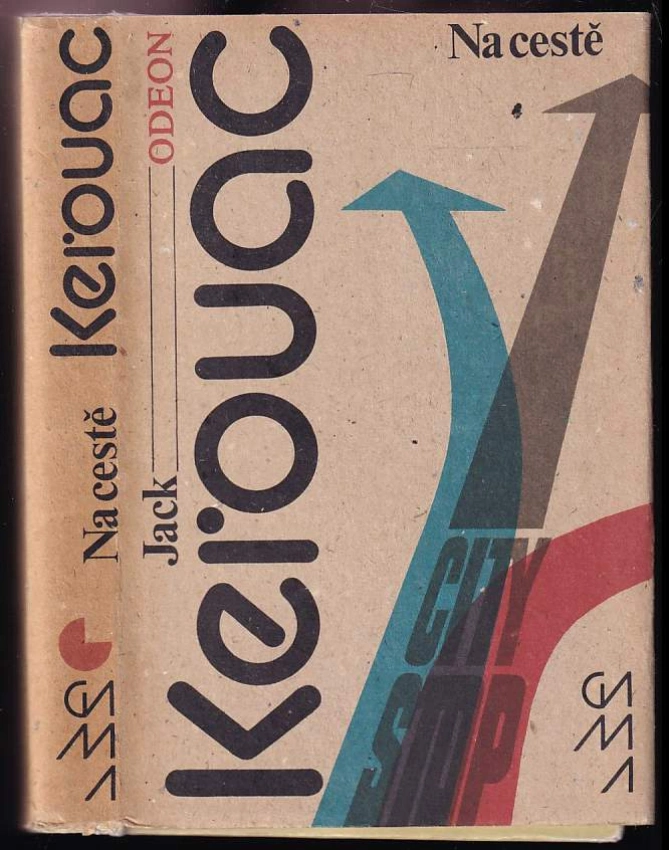 Kerouac
Na cestě
Na cestě
ODEON
Jack
Kerouac
CITY
STOP